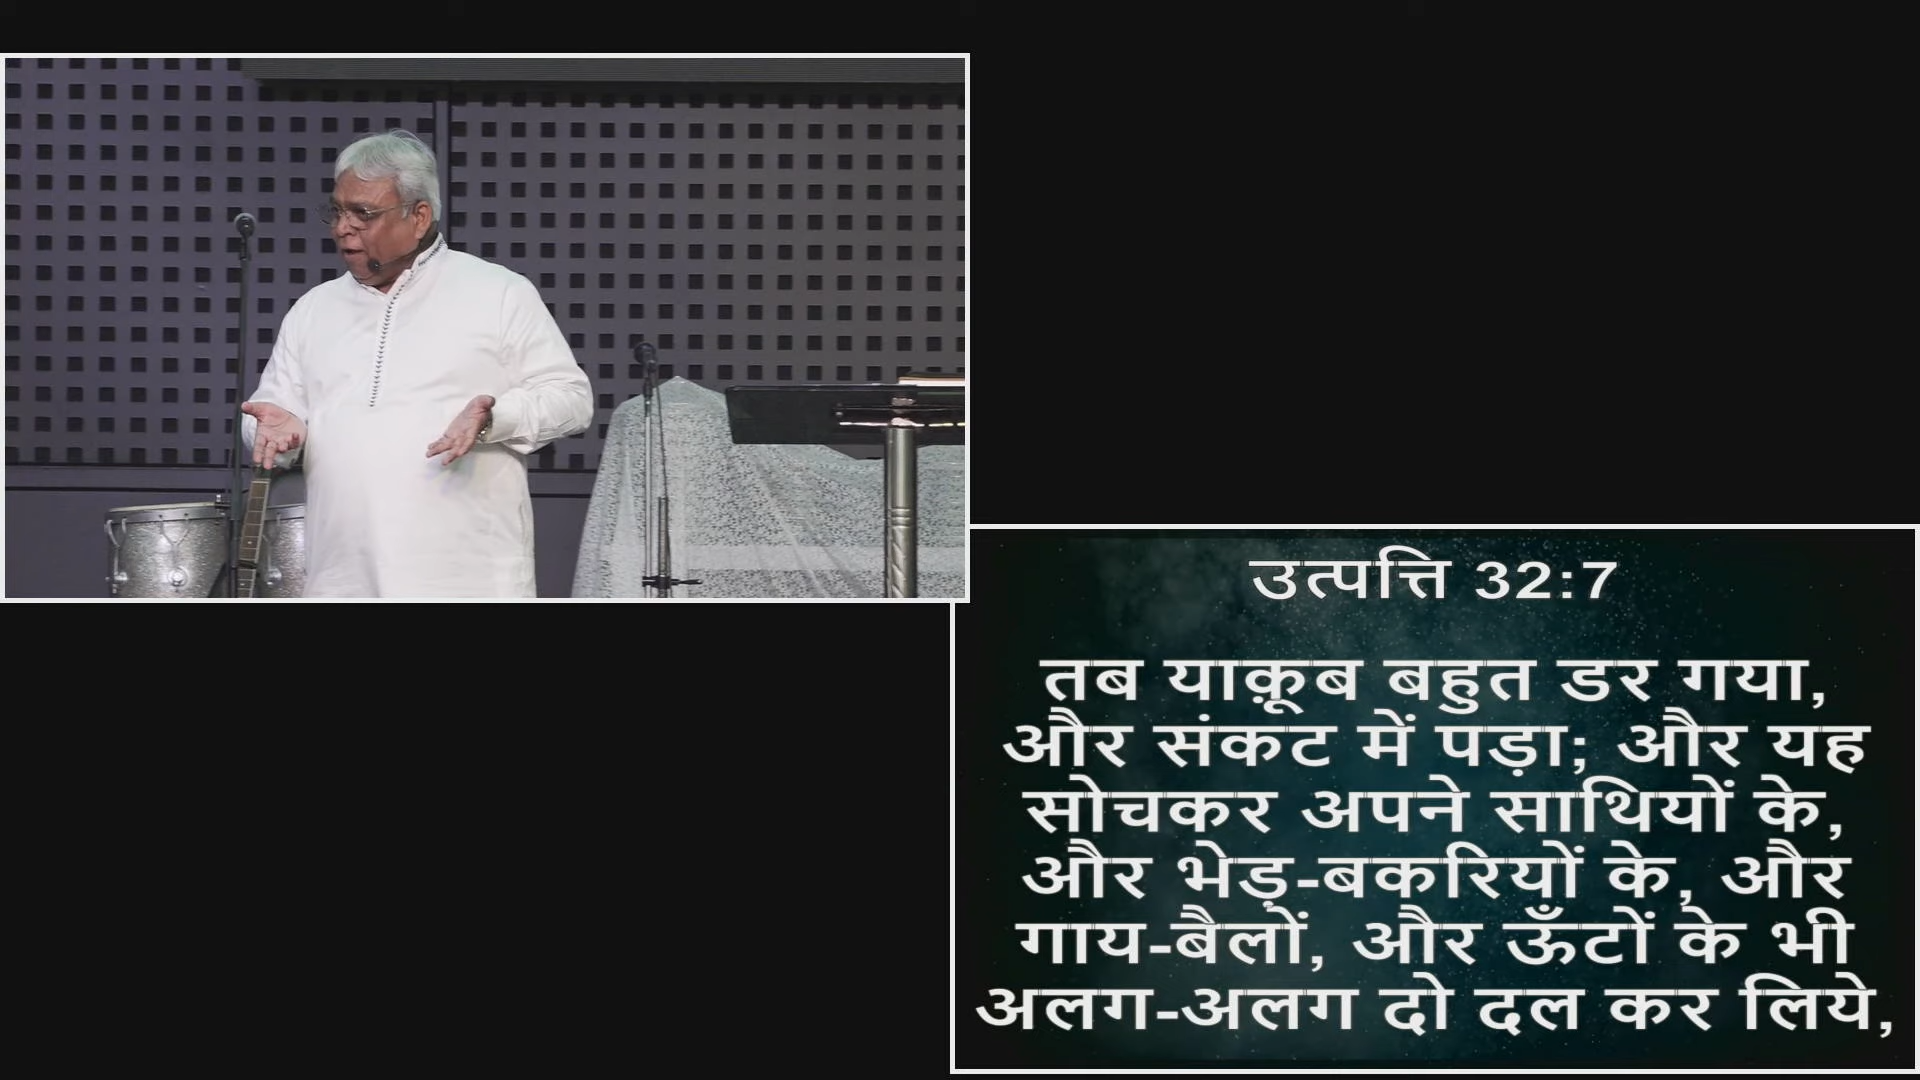 उत्पत्ति 32:7
तब याक़ूब बहुत डर गया,
और संकट में पड़ा; और यह
सोचकर अपने साथियों के,
और भेड़-बकरियों के, और
गाय-बैलों, और ऊँटों के भी
अलग-अलग दो दल कर लिये,